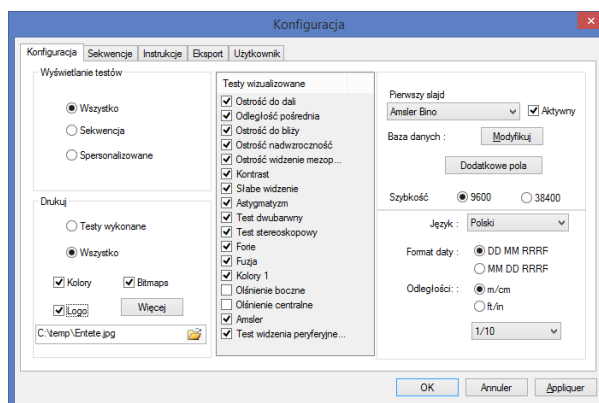 Konfiguracja
Konfiguracja Sekwencje Instrukcje Eksport Użytkownik
Wyświetlanie testów
Wszystko
Sekwencja
Spersonalizowane
Drukuj
Testy wykonane
Wszystko
Kolory Bitmaps
Logo Więcej
C:\temp\Entete.jpg
Testy wizualizowane
Ostrość do dali
Odległość pośrednia
Ostrość do bliży
Ostrość nadwzroczność
Ostrość widzenie mezop...
Kontrast
Słabe widzenie
Astygmatyzm
Test dwubarwny
Test stereoskopowy
Forie
Fuzja
Kolory 1
Olśnienie boczne
Olśnienie centralne
Amsler
Test widzenia peryferyjne...
Pierwszy slajd
Amsler Bino Aktywny
Baza danych : Modyfikuj
Dodatkowe pola
Szybkość 9600 38400
Język : Polski
Format daty : DD MM RRRF
MM DD RRRF
Odległości: : m/cm
ft/in
1/10
OK Annuler Appliquer